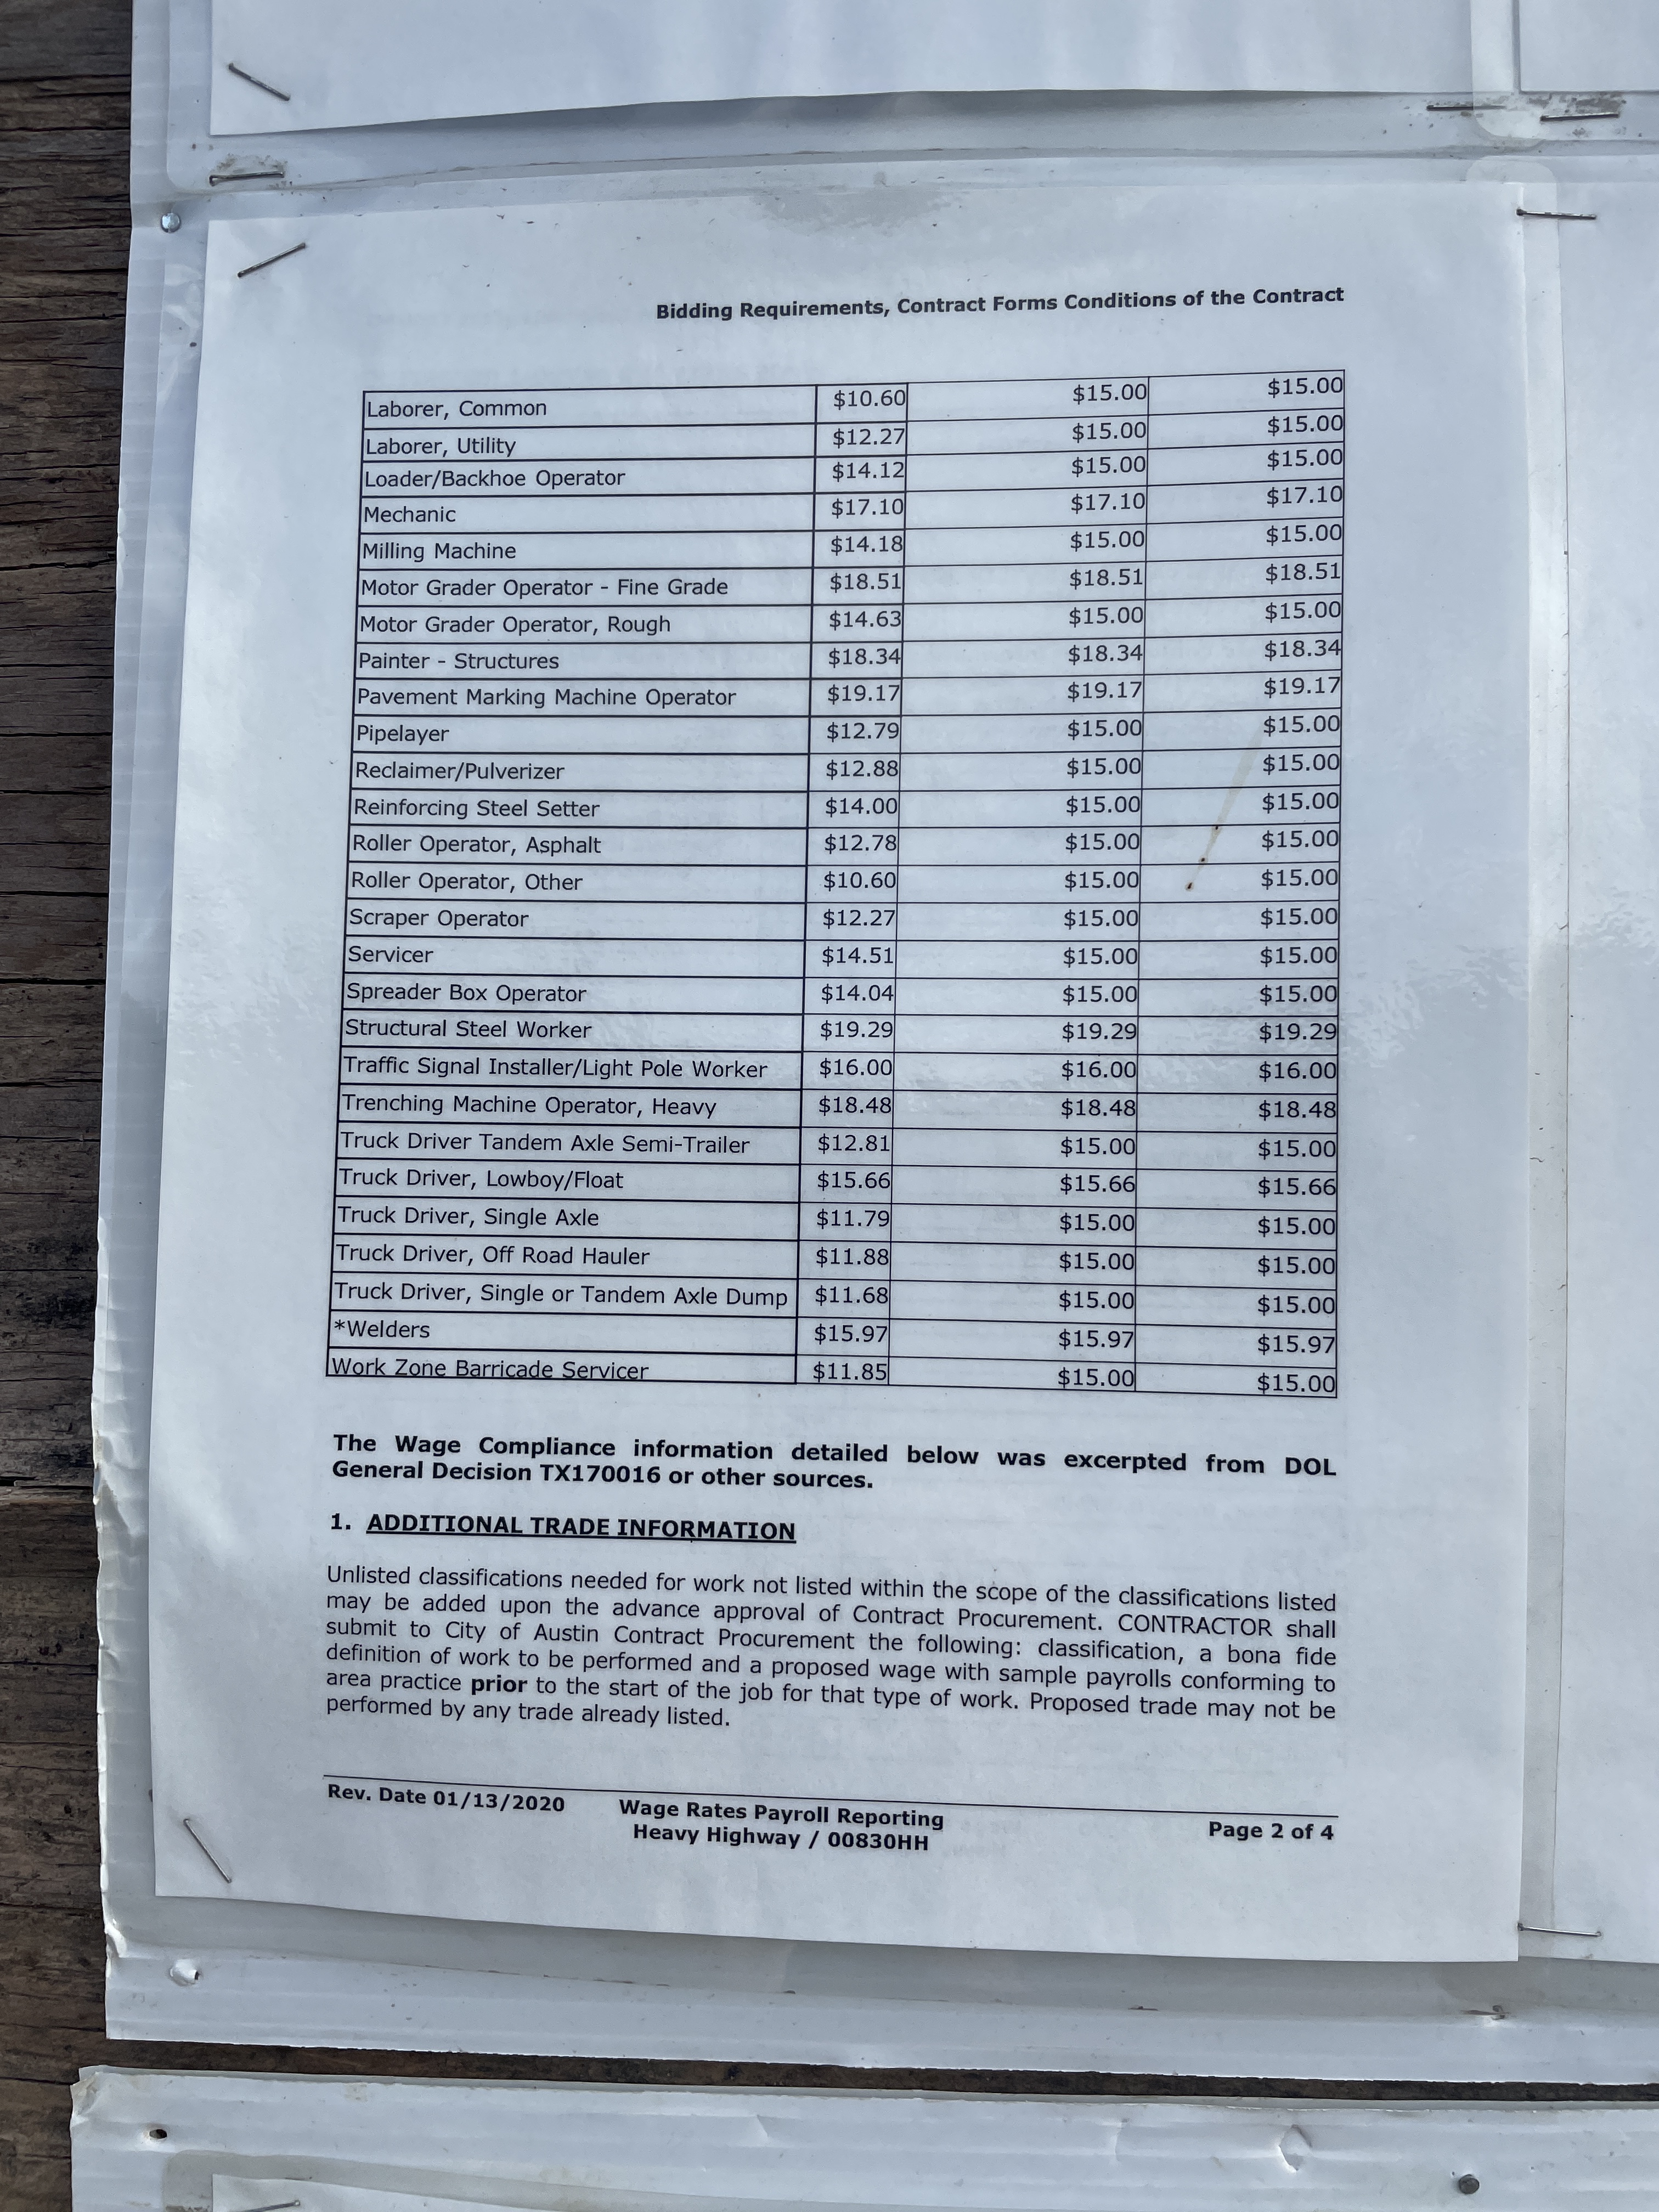 Bidding Requirements, Contract Forms Conditions of the Contract
Laborer, Common $10.60 $15.00 $15.00
Laborer, Utility $12.27 $15.00 $15.00
Loader/Backhoe Operator $14.12 $15.00 $15.00
Mechanic $17.10 $17.10 $17.10
Milling Machine $14.18 $15.00 $15.00
Motor Grader Operator - Fine Grade $18.51 $18.51 $18.51
Motor Grader Operator, Rough $14.63 $15.00 $15.00
Painter - Structures $18.34 $18.34 $18.34
Pavement Marking Machine Operator $19.17 $19.17 $19.17
Pipelayer $12.79 $15.00 $15.00
Reclaimer/Pulverizer $12.88 $15.00 $15.00
Reinforcing Steel Setter $14.00 $15.00 $15.00
Roller Operator, Asphalt $12.78 $15.00 $15.00
Roller Operator, Other $10.60 $15.00 $15.00
Scraper Operator $12.27 $15.00 $15.00
Servicer $14.51 $15.00 $15.00
Spreader Box Operator $14.04 $15.00 $15.00
Structural Steel Worker $19.29 $19.29 $19.29
Traffic Signal Installer/Light Pole Worker $16.00 $16.00 $16.00
Trenching Machine Operator, Heavy $18.48 $18.48 $18.48
Truck Driver Tandem Axle Semi-Trailer $12.81 $15.00 $15.00
Truck Driver, Lowboy/Float $15.66 $15.66 $15.66
Truck Driver, Single Axle $11.79 $15.00 $15.00
Truck Driver, Off Road Hauler $11.88 $15.00 $15.00
Truck Driver, Single or Tandem Axle Dump $11.68 $15.00 $15.00
*Welders $15.97 $15.97 $15.97
Work Zone Barricade Servicer $11.85 $15.00 $15.00
The Wage Compliance information detailed below was excerpted from DOL
General Decision TX170016 or other sources.
1. ADDITIONAL TRADE INFORMATION
Unlisted classifications needed for work not listed within the scope of the classifications listed
may be added upon the advance approval of Contract Procurement. CONTRACTOR shall
submit to City of Austin Contract Procurement the following: classification, a bona fide
definition of work to be performed and a proposed wage with sample payrolls conforming to
area practice prior to the start of the job for that type of work. Proposed trade may not be
performed by any trade already listed.
Rev. Date 01/13/2020 Wage Rates Payroll Reporting
Heavy Highway / 00830HH Page 2 of 4